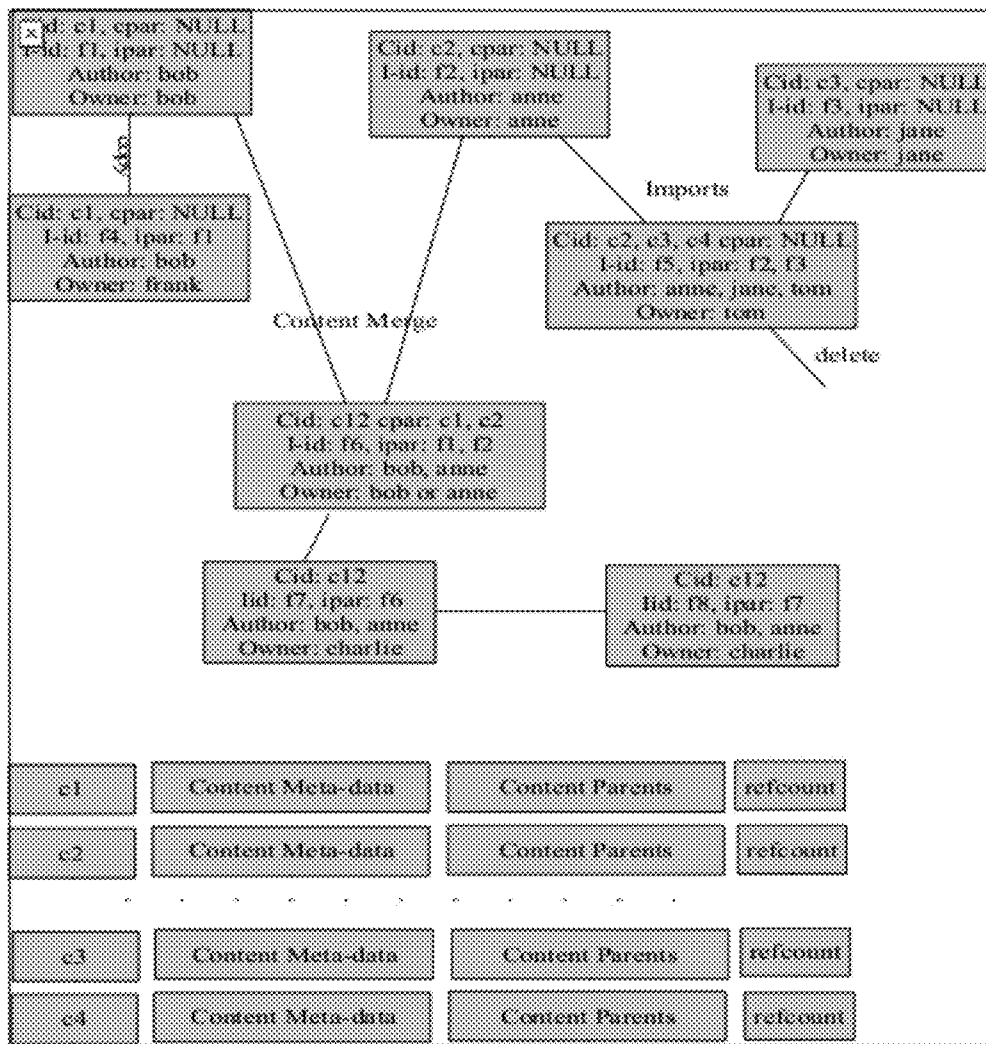 id: c1, cpar: NULL
I-id: f1, ipar: NULL
Author: bob
Owner: bob
Cid: c2, cpar: NULL
I-id: f2, ipar: NULL
Author: anne
Owner: anne
Cid: c3, cpar: NULL
I-id: f3, ipar: NULL
Author: jane
Owner: jane
Imports
Cid: c1, cpar: NULL
I-id: f4, ipar: f1
Author: bob
Owner: frank
Cid: c2, c3, c4 cpar: NULL
I-id: f5, ipar: f2, f3
Author: anne, jane, tom
Owner: tom
Content Merge
delete
Cid: c12 cpar: c1, c2
I-id: f6, ipar: f1, f2
Author: bob, anne
Owner: bob or anne
Cid: c12
Iid: f7, ipar: f6
Author: bob, anne
Owner: charlie
Cid: c12
Iid: f8, ipar: f7
Author: bob, anne
Owner: charlie
c1 Content Meta-data Content Parents refcount
c2 Content Meta-data Content Parents refcount
c3 Content Meta-data Content Parents refcount
c4 Content Meta-data Content Parents refcount